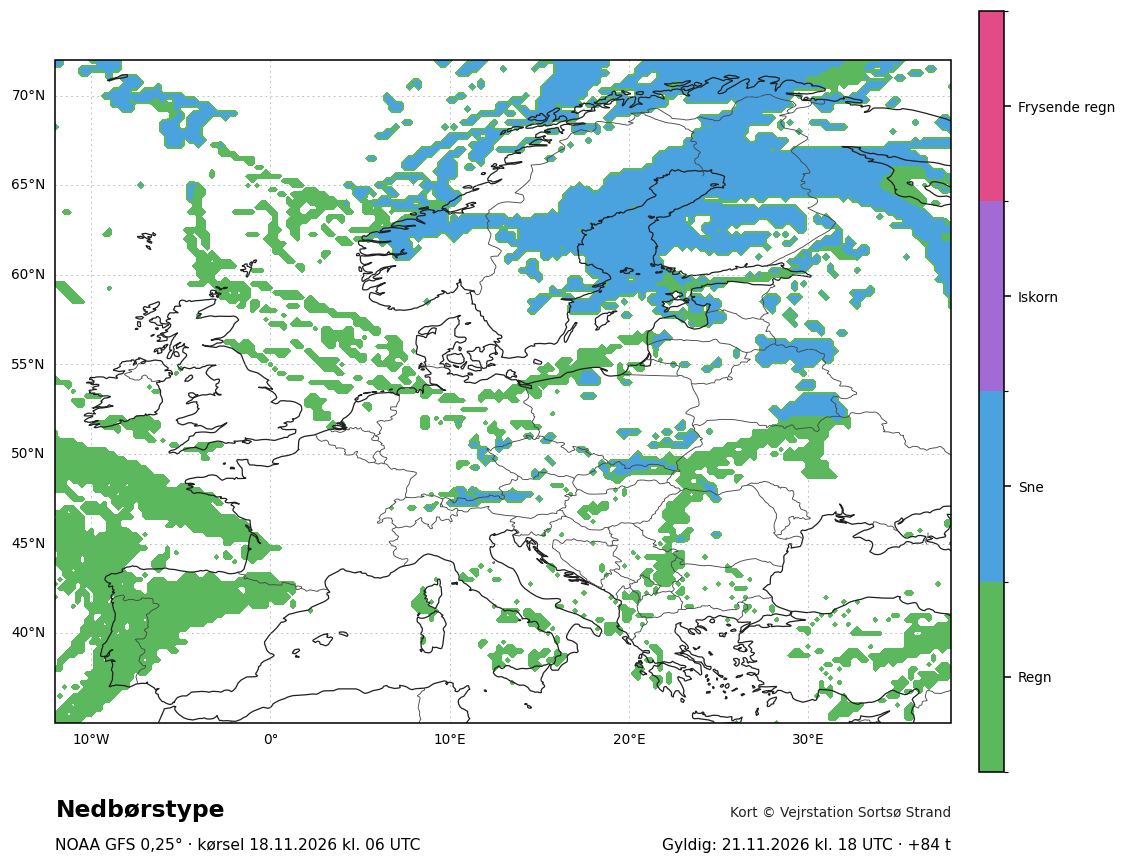 Frysende regn
Iskorn
Sne
Regn
70°N
65°N
60°N
55°N
50°N
45°N
40°N
10°W
0°
10°E
20°E
30°E
Nedbørstype
Kort © Vejrstation Sortsø Strand
NOAA GFS 0,25° · kørsel 18.11.2026 kl. 06 UTC
Gyldig: 21.11.2026 kl. 18 UTC · +84 t